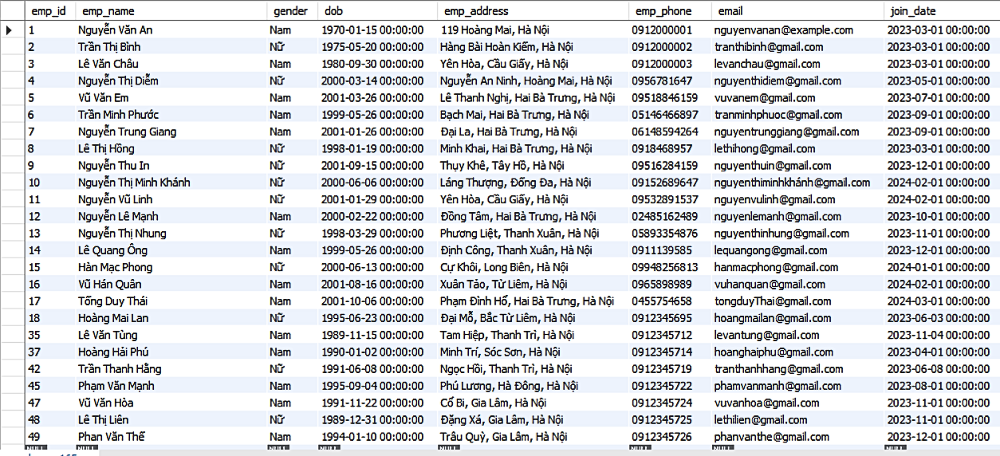 emp_id emp_name gender dob emp_address emp_phone email join_date
1 Nguyễn Văn An Nam 1970-01-15 00:00:00 119 Hoàng Mai, Hà Nội 0912000001 nguyenvanan@example.com 2023-03-01 00:00:00
2 Trần Thị Bình Nữ 1975-05-20 00:00:00 Hàng Bài Hoàn Kiếm, Hà Nội 0912000002 tranthibinh@gmail.com 2023-03-01 00:00:00
3 Lê Văn Châu Nam 1980-09-30 00:00:00 Yên Hòa, Cầu Giấy, Hà Nội 0912000003 levanchau@gmail.com 2023-03-01 00:00:00
4 Nguyễn Thị Diễm Nữ 2000-03-14 00:00:00 Nguyễn An Ninh, Hoàng Mai, Hà Nội 0956781647 nguyenthidiem@gmail.com 2023-05-01 00:00:00
5 Vũ Văn Em Nam 2001-03-26 00:00:00 Lê Thanh Nghị, Hai Bà Trưng, Hà Nội 09518846159 vuvanem@gmail.com 2023-07-01 00:00:00
6 Trần Minh Phước Nam 1999-05-26 00:00:00 Bạch Mai, Hai Bà Trưng, Hà Nội 05146466897 tranminhphuoc@gmail.com 2023-09-01 00:00:00
7 Nguyễn Trung Giang Nam 2001-01-26 00:00:00 Đại La, Hai Bà Trưng, Hà Nội 06148594264 nguyentrunggiang@gmail.com 2023-09-01 00:00:00
8 Lê Thị Hồng Nữ 1998-01-19 00:00:00 Minh Khai, Hai Bà Trưng, Hà Nội 0918468957 lethihong@gmail.com 2023-03-01 00:00:00
9 Nguyễn Thu In Nữ 2001-09-15 00:00:00 Thụy Khê, Tây Hồ, Hà Nội 09516284159 nguyenthuin@gmail.com 2023-12-01 00:00:00
10 Nguyễn Thị Minh Khánh Nữ 2000-06-06 00:00:00 Láng Thượng, Đống Đa, Hà Nội 09152689647 nguyenthiminhkhánh@gmail.com 2024-02-01 00:00:00
11 Nguyễn Vũ Linh Nữ 2001-01-29 00:00:00 Yên Hòa, Cầu Giấy, Hà Nội 09532891537 nguyenvulinh@gmail.com 2024-02-01 00:00:00
12 Nguyễn Lê Mạnh Nam 2000-02-22 00:00:00 Đồng Tâm, Hai Bà Trưng, Hà Nội 02485162489 nguyenlemanh@gmail.com 2023-10-01 00:00:00
13 Nguyễn Thị Nhung Nữ 1998-03-29 00:00:00 Phương Liệt, Thanh Xuân, Hà Nội 05893354876 nguyenthinhung@gmail.com 2023-11-01 00:00:00
14 Lê Quang Ông Nam 1999-05-26 00:00:00 Định Công, Thanh Xuân, Hà Nội 0911139585 lequangong@gmail.com 2023-12-01 00:00:00
15 Hàn Mạc Phong Nữ 2000-06-13 00:00:00 Cự Khôi, Long Biên, Hà Nội 09948256813 hanmacphong@gmail.com 2024-01-01 00:00:00
16 Vũ Hán Quân Nam 2001-08-16 00:00:00 Xuân Tảo, Từ Liêm, Hà Nội 0965898989 vuhanquan@gmail.com 2024-02-01 00:00:00
17 Tống Duy Thái Nam 2001-10-06 00:00:00 Phạm Đình Hổ, Hai Bà Trưng, Hà Nội 0455754658 tongduyThai@gmail.com 2024-03-01 00:00:00
18 Hoàng Mai Lan Nữ 1995-06-23 00:00:00 Đại Mỗ, Bắc Từ Liêm, Hà Nội 0912345695 hoangmailan@gmail.com 2023-06-03 00:00:00
35 Lê Văn Tùng Nam 1989-11-15 00:00:00 Tam Hiệp, Thanh Trì, Hà Nội 0912345712 levantung@gmail.com 2023-11-04 00:00:00
37 Hoàng Hải Phú Nam 1990-01-02 00:00:00 Minh Trí, Sóc Sơn, Hà Nội 0912345714 hoanghaiphu@gmail.com 2023-04-01 00:00:00
42 Trần Thanh Hằng Nữ 1991-06-08 00:00:00 Ngọc Hồi, Thanh Trì, Hà Nội 0912345719 tranthanhhang@gmail.com 2023-06-08 00:00:00
45 Phạm Văn Mạnh Nam 1995-09-04 00:00:00 Phú Lương, Hà Đông, Hà Nội 0912345722 phamvanmanh@gmail.com 2023-08-01 00:00:00
47 Vũ Văn Hòa Nam 1991-11-22 00:00:00 Cổ Bi, Gia Lâm, Hà Nội 0912345724 vuvanhoa@gmail.com 2023-11-01 00:00:00
48 Lê Thị Liên Nữ 1989-12-31 00:00:00 Đặng Xá, Gia Lâm, Hà Nội 0912345725 lethilien@gmail.com 2023-11-01 00:00:00
49 Phan Văn Thế Nam 1994-01-10 00:00:00 Trâu Quỳ, Gia Lâm, Hà Nội 0912345726 phanvanthe@gmail.com 2023-12-01 00:00:00
NULL NULL NULL NULL NULL NULL NULL NULL